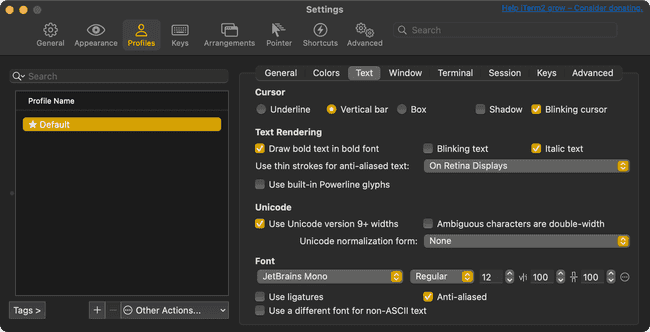 Settings
Help iTerm2 grow – Consider donating.
General Appearance Profiles Keys Arrangements Pointer Shortcuts Advanced
Search
Search
Profile Name
★ Default
Tags >
+ − Other Actions...
General Colors Text Window Terminal Session Keys Advanced
Cursor
Underline Vertical bar Box Shadow Blinking cursor
Text Rendering
Draw bold text in bold font Blinking text Italic text
Use thin strokes for anti-aliased text: On Retina Displays
Use built-in Powerline glyphs
Unicode
Use Unicode version 9+ widths Ambiguous characters are double-width
Unicode normalization form: None
Font
JetBrains Mono Regular 12 100 100
Use ligatures Anti-aliased
Use a different font for non-ASCII text